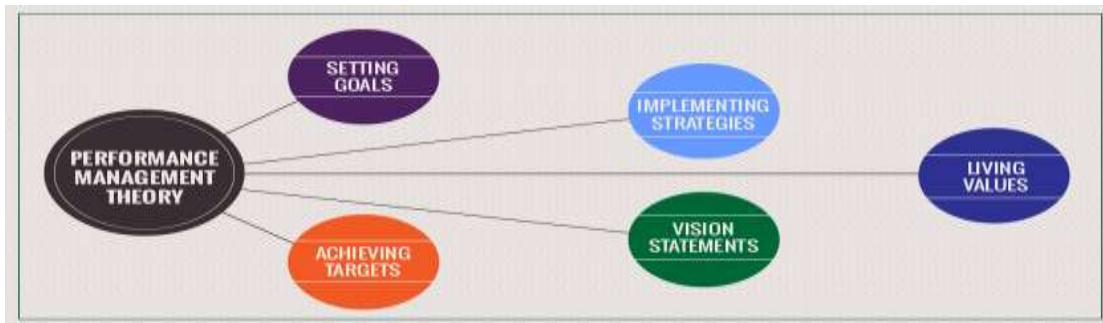 SETTING
GOALS
IMPLEMENTING
STRATEGIES
PERFORMANCE
MANAGEMENT
THEORY
LIVING
VALUES
VISION
STATEMENTS
ACHIEVING
TARGETS